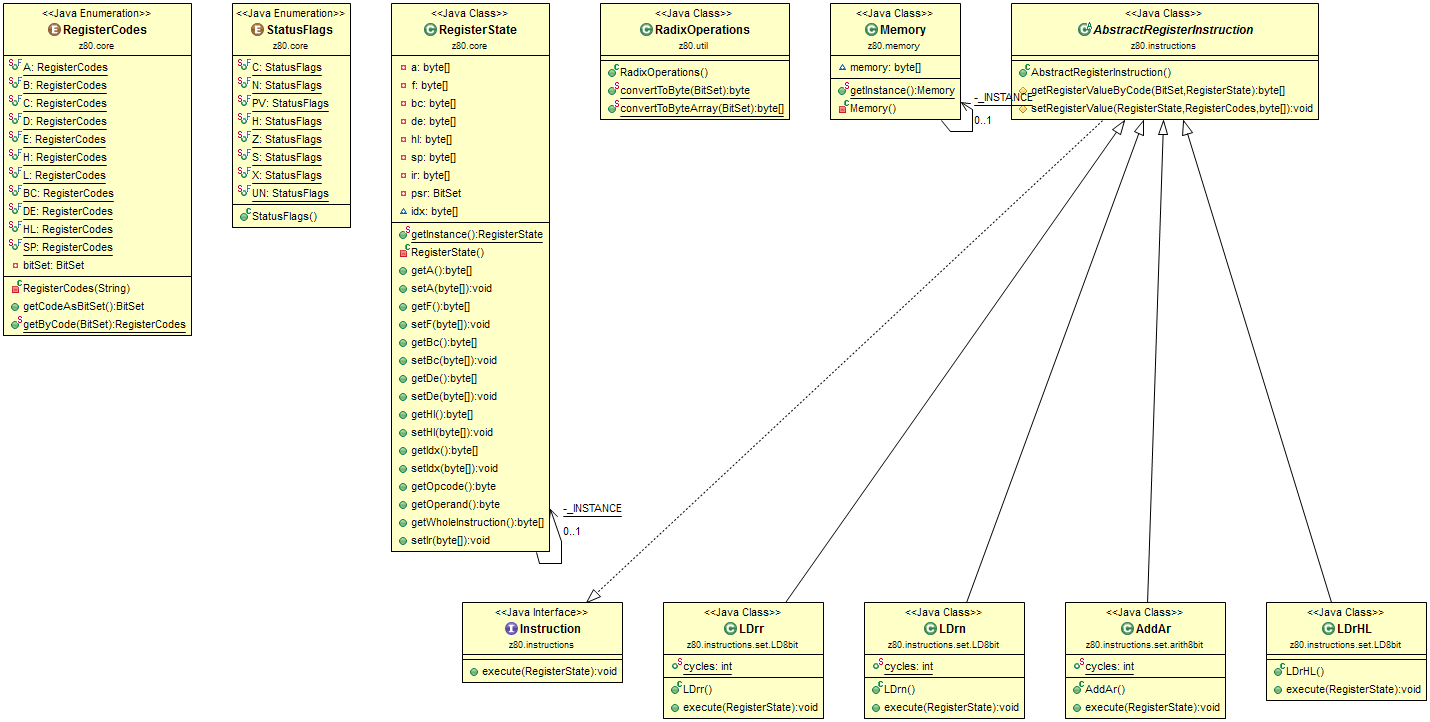 <<Java Enumeration>>
RegisterCodes
z80.core
A: RegisterCodes
B: RegisterCodes
C: RegisterCodes
D: RegisterCodes
E: RegisterCodes
H: RegisterCodes
L: RegisterCodes
BC: RegisterCodes
DE: RegisterCodes
HL: RegisterCodes
SP: RegisterCodes
bitSet: BitSet
RegisterCodes(String)
getCodeAsBitSet():BitSet
getByCode(BitSet):RegisterCodes
<<Java Enumeration>>
StatusFlags
z80.core
C: StatusFlags
N: StatusFlags
PV: StatusFlags
H: StatusFlags
Z: StatusFlags
S: StatusFlags
X: StatusFlags
UN: StatusFlags
StatusFlags()
<<Java Class>>
RegisterState
z80.core
a: byte[]
f: byte[]
bc: byte[]
de: byte[]
hl: byte[]
sp: byte[]
ir: byte[]
psr: BitSet
idx: byte[]
getInstance():RegisterState
RegisterState()
getA():byte[]
setA(byte[]):void
getF():byte[]
setF(byte[]):void
getBc():byte[]
setBc(byte[]):void
getDe():byte[]
setDe(byte[]):void
getHl():byte[]
setHl(byte[]):void
getIdx():byte[]
setIdx(byte[]):void
getOpcode():byte
getOperand():byte
getWholeInstruction():byte[]
setIr(byte[]):void
-_INSTANCE
0..1
<<Java Class>>
RadixOperations
z80.util
RadixOperations()
convertToByte(BitSet):byte
convertToByteArray(BitSet):byte[]
<<Java Class>>
Memory
z80.memory
memory: byte[]
getInstance():Memory
Memory()
-_INSTANCE
0..1
<<Java Class>>
AbstractRegisterInstruction
z80.instructions
AbstractRegisterInstruction()
getRegisterValueByCode(BitSet,RegisterState):byte[]
setRegisterValue(RegisterState,RegisterCodes,byte[]):void
<<Java Interface>>
Instruction
z80.instructions
execute(RegisterState):void
<<Java Class>>
LDrr
z80.instructions.set.LD8bit
cycles: int
LDrr()
execute(RegisterState):void
<<Java Class>>
LDrn
z80.instructions.set.LD8bit
cycles: int
LDrn()
execute(RegisterState):void
<<Java Class>>
AddAr
z80.instructions.set.arith8bit
cycles: int
AddAr()
execute(RegisterState):void
<<Java Class>>
LDrHL
z80.instructions.set.LD8bit
LDrHL()
execute(RegisterState):void